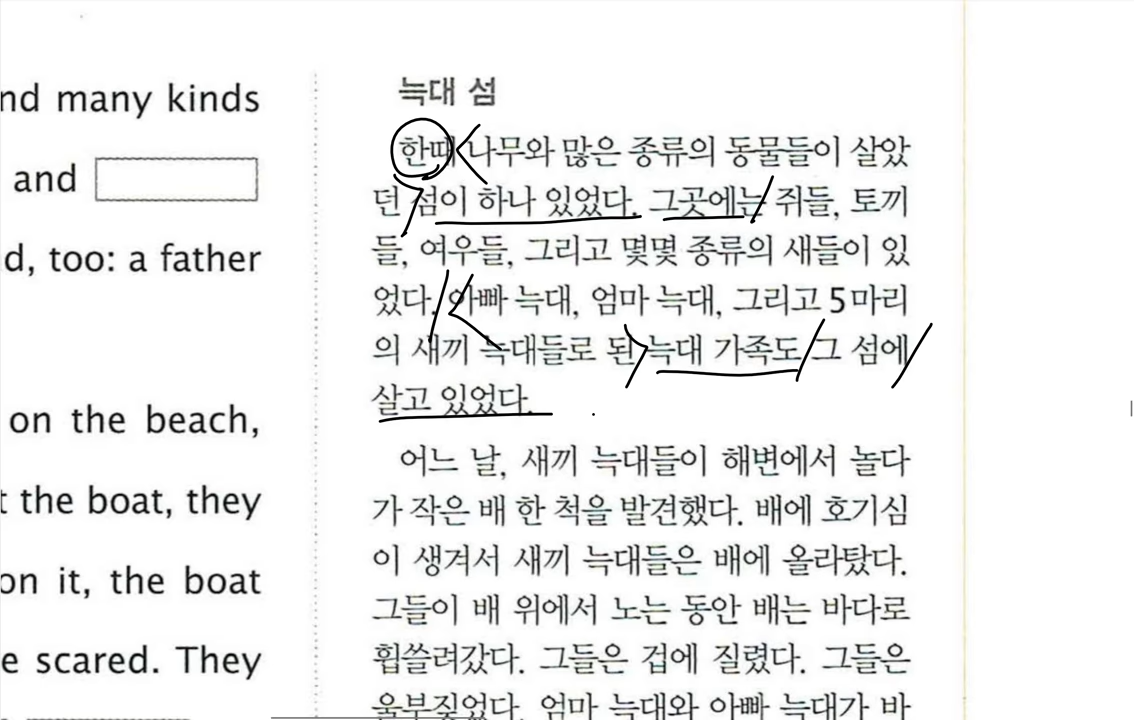 nd many kinds
and
d, too: a father
on the beach,
t the boat, they
on it, the boat
e scared. They
늑대 섬
한때 나무와 많은 종류의 동물들이 살았
던 섬이 하나 있었다. 그곳에는 쥐들, 토끼
들, 여우들, 그리고 몇몇 종류의 새들이 있
었다. 아빠 늑대, 엄마 늑대, 그리고 5마리
의 새끼 늑대들로 된 늑대 가족도 그 섬에
살고 있었다.
어느 날, 새끼 늑대들이 해변에서 놀다
가 작은 배 한 척을 발견했다. 배에 호기심
이 생겨서 새끼 늑대들은 배에 올라탔다.
그들이 배 위에서 노는 동안 배는 바다로
휩쓸려갔다. 그들은 겁에 질렸다. 그들은
울부짖었다. 엄마 늑대와 아빠 늑대가 바